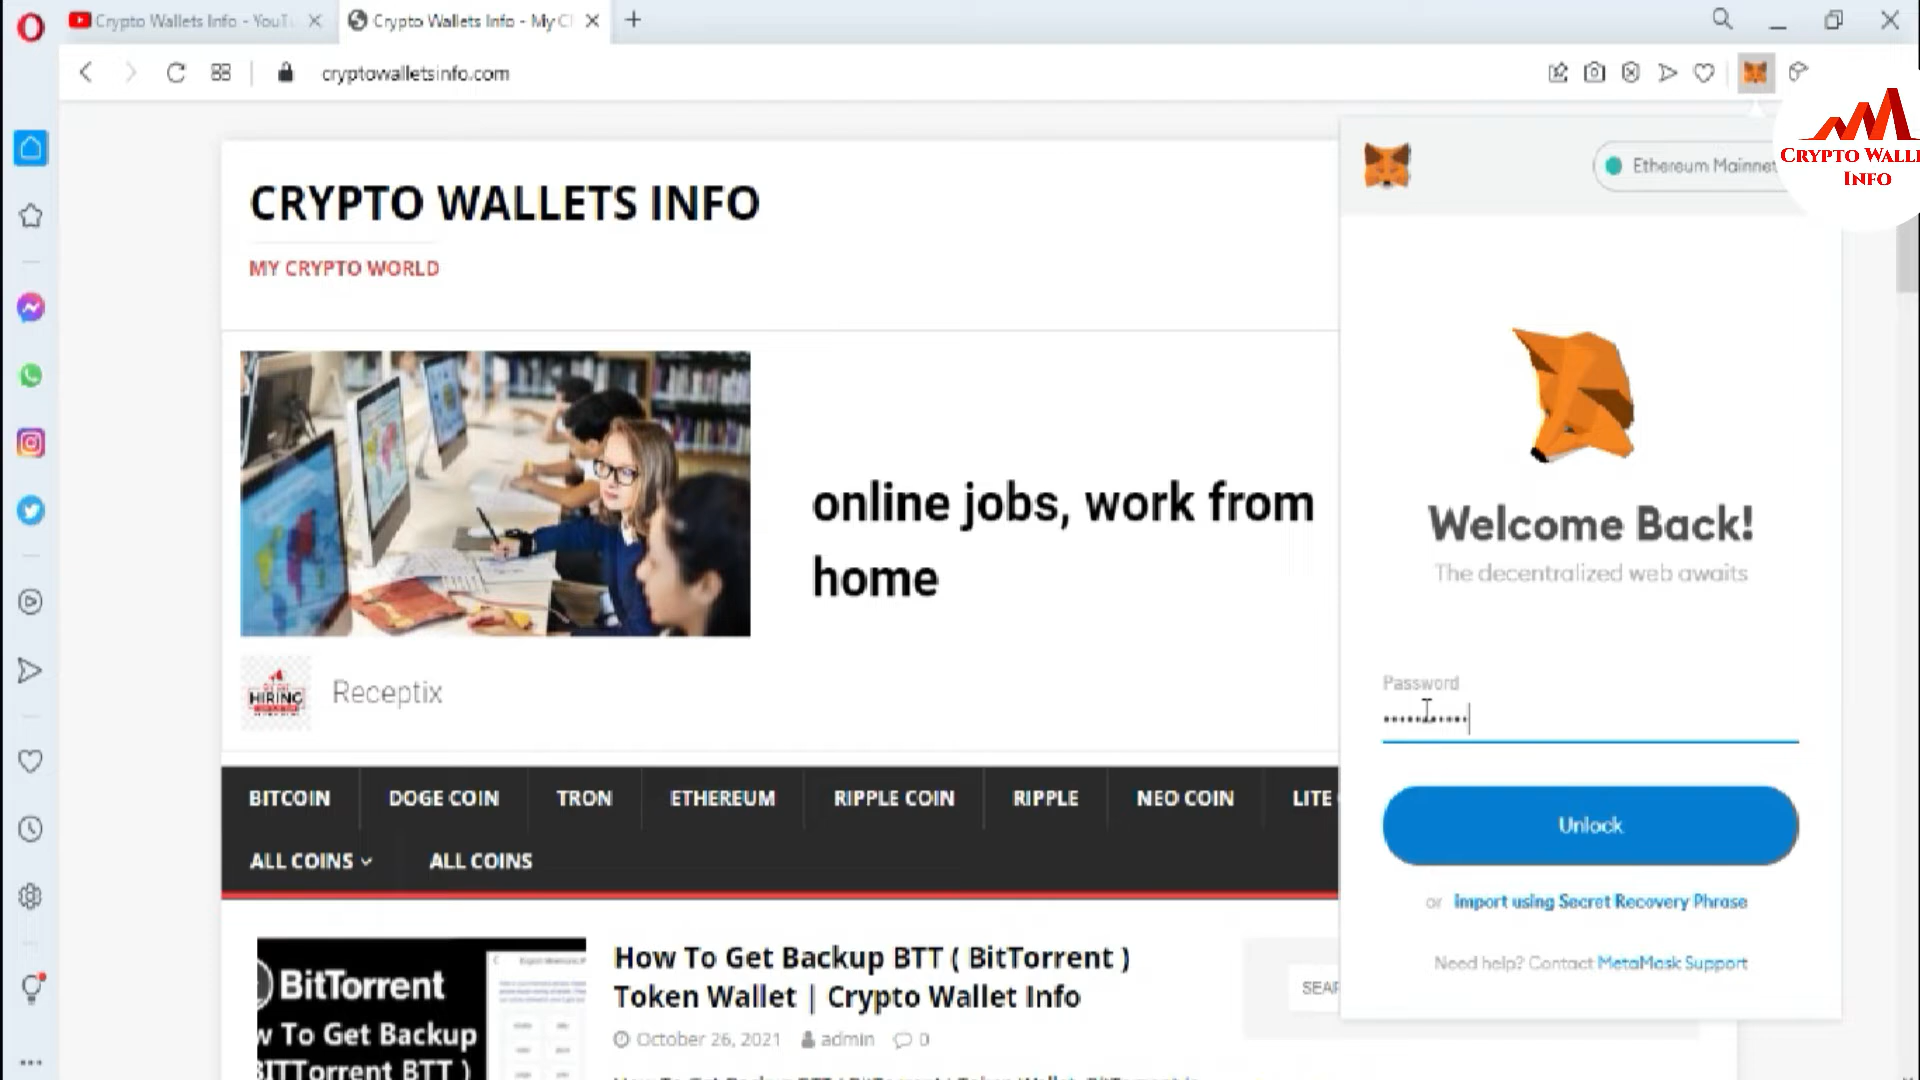 Crypto Wallets Info - YouTu
Crypto Wallets Info - My C
cryptowalletsinfo.com
CRYPTO WALLETS INFO
MY CRYPTO WORLD
online jobs, work from
home
HIRING
Receptix
BITCOIN
DOGE COIN
TRON
ETHEREUM
RIPPLE COIN
RIPPLE
NEO COIN
LITE
ALL COINS
ALL COINS
BitTorrent
w To Get Backup
BITTorrent BTT )
How To Get Backup BTT ( BitTorrent )
Token Wallet | Crypto Wallet Info
October 26, 2021
admin
0
SEAR
Ethereum Mainnet
CRYPTO WALLE
INFO
Welcome Back!
The decentralized web awaits
Password
Unlock
or Import using Secret Recovery Phrase
Need help? Contact MetaMask Support